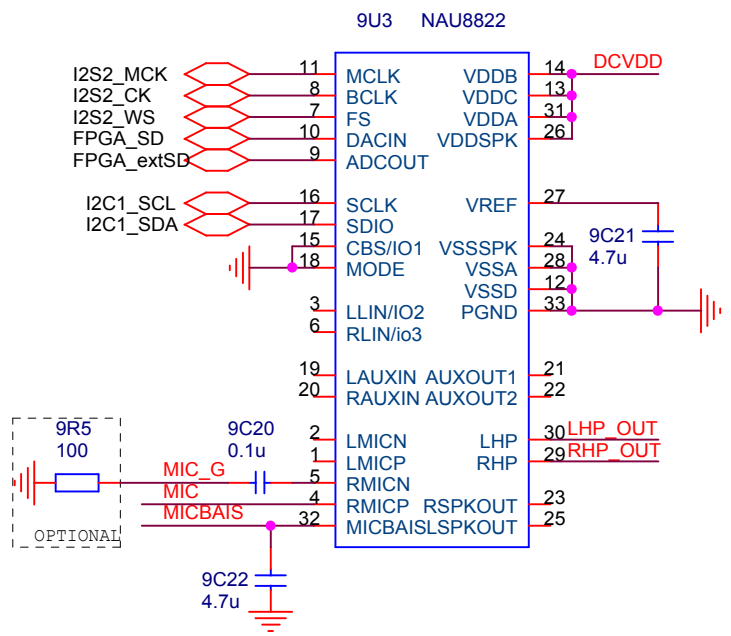 9U3 NAU8822
I2S2_MCK 11 MCLK VDDB 14 DCVDD
I2S2_CK 8 BCLK VDDC 13
I2S2_WS 7 FS VDDA 31
FPGA_SD 10 DACIN VDDSPK 26
FPGA_extSD 9 ADCOUT
I2C1_SCL 16 SCLK VREF 27
I2C1_SDA 17 SDIO
15 CBS/IO1 VSSSPK 24 9C21
18 MODE VSSA 28 4.7u
VSSD 12
3 LLIN/IO2 PGND 33
6 RLIN/io3
19 LAUXIN AUXOUT1 21
20 RAUXIN AUXOUT2 22
9R5 9C20 2 LMICN LHP 30 LHP_OUT
100 0.1u 1 LMICP RHP 29 RHP_OUT
MIC_G 5 RMICN
MIC 4 RMICP RSPKOUT 23
MICBAIS 32 MICBAIS LSPKOUT 25
OPTIONAL
9C22
4.7u